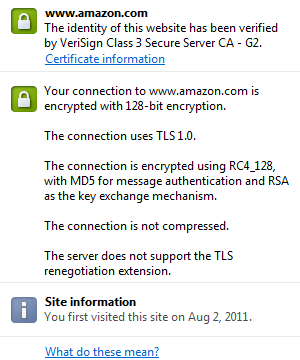 www.amazon.com
The identity of this website has been verified
by VeriSign Class 3 Secure Server CA - G2.
Certificate information
Your connection to www.amazon.com is
encrypted with 128-bit encryption.
The connection uses TLS 1.0.
The connection is encrypted using RC4_128,
with MD5 for message authentication and RSA
as the key exchange mechanism.
The connection is not compressed.
The server does not support the TLS
renegotiation extension.
Site information
You first visited this site on Aug 2, 2011.
What do these mean?